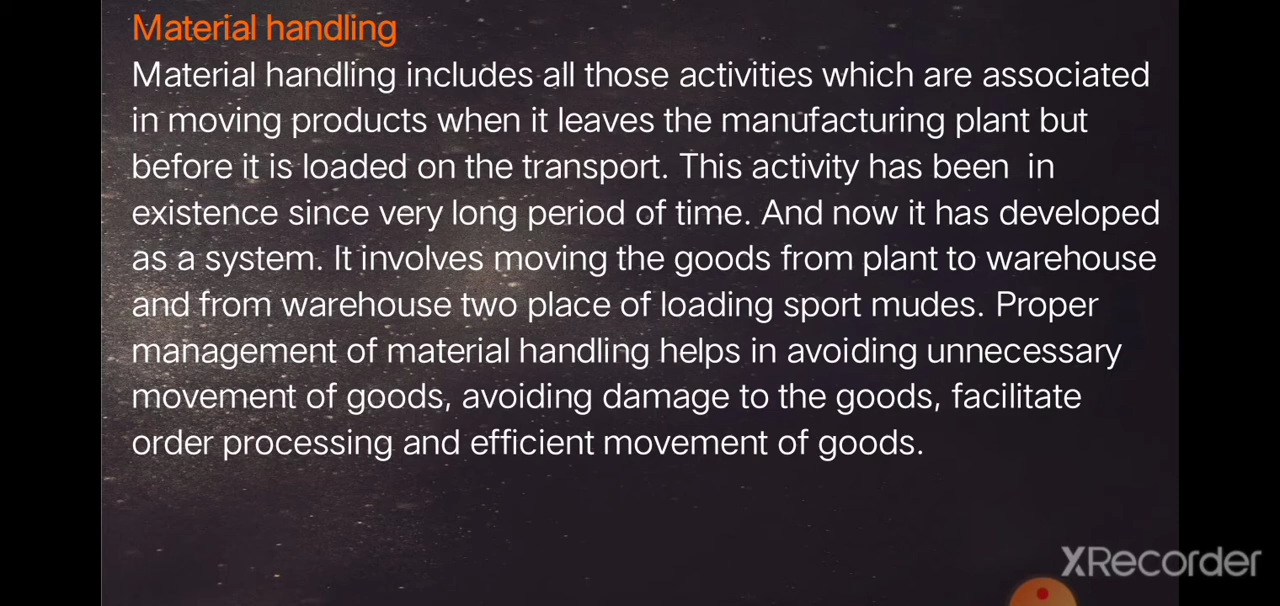 Material handling
Material handling includes all those activities which are associated
in moving products when it leaves the manufacturing plant but
before it is loaded on the transport. This activity has been  in
existence since very long period of time. And now it has developed
as a system. It involves moving the goods from plant to warehouse
and from warehouse two place of loading sport mudes. Proper
management of material handling helps in avoiding unnecessary
movement of goods, avoiding damage to the goods, facilitate
order processing and efficient movement of goods.
XRecorder